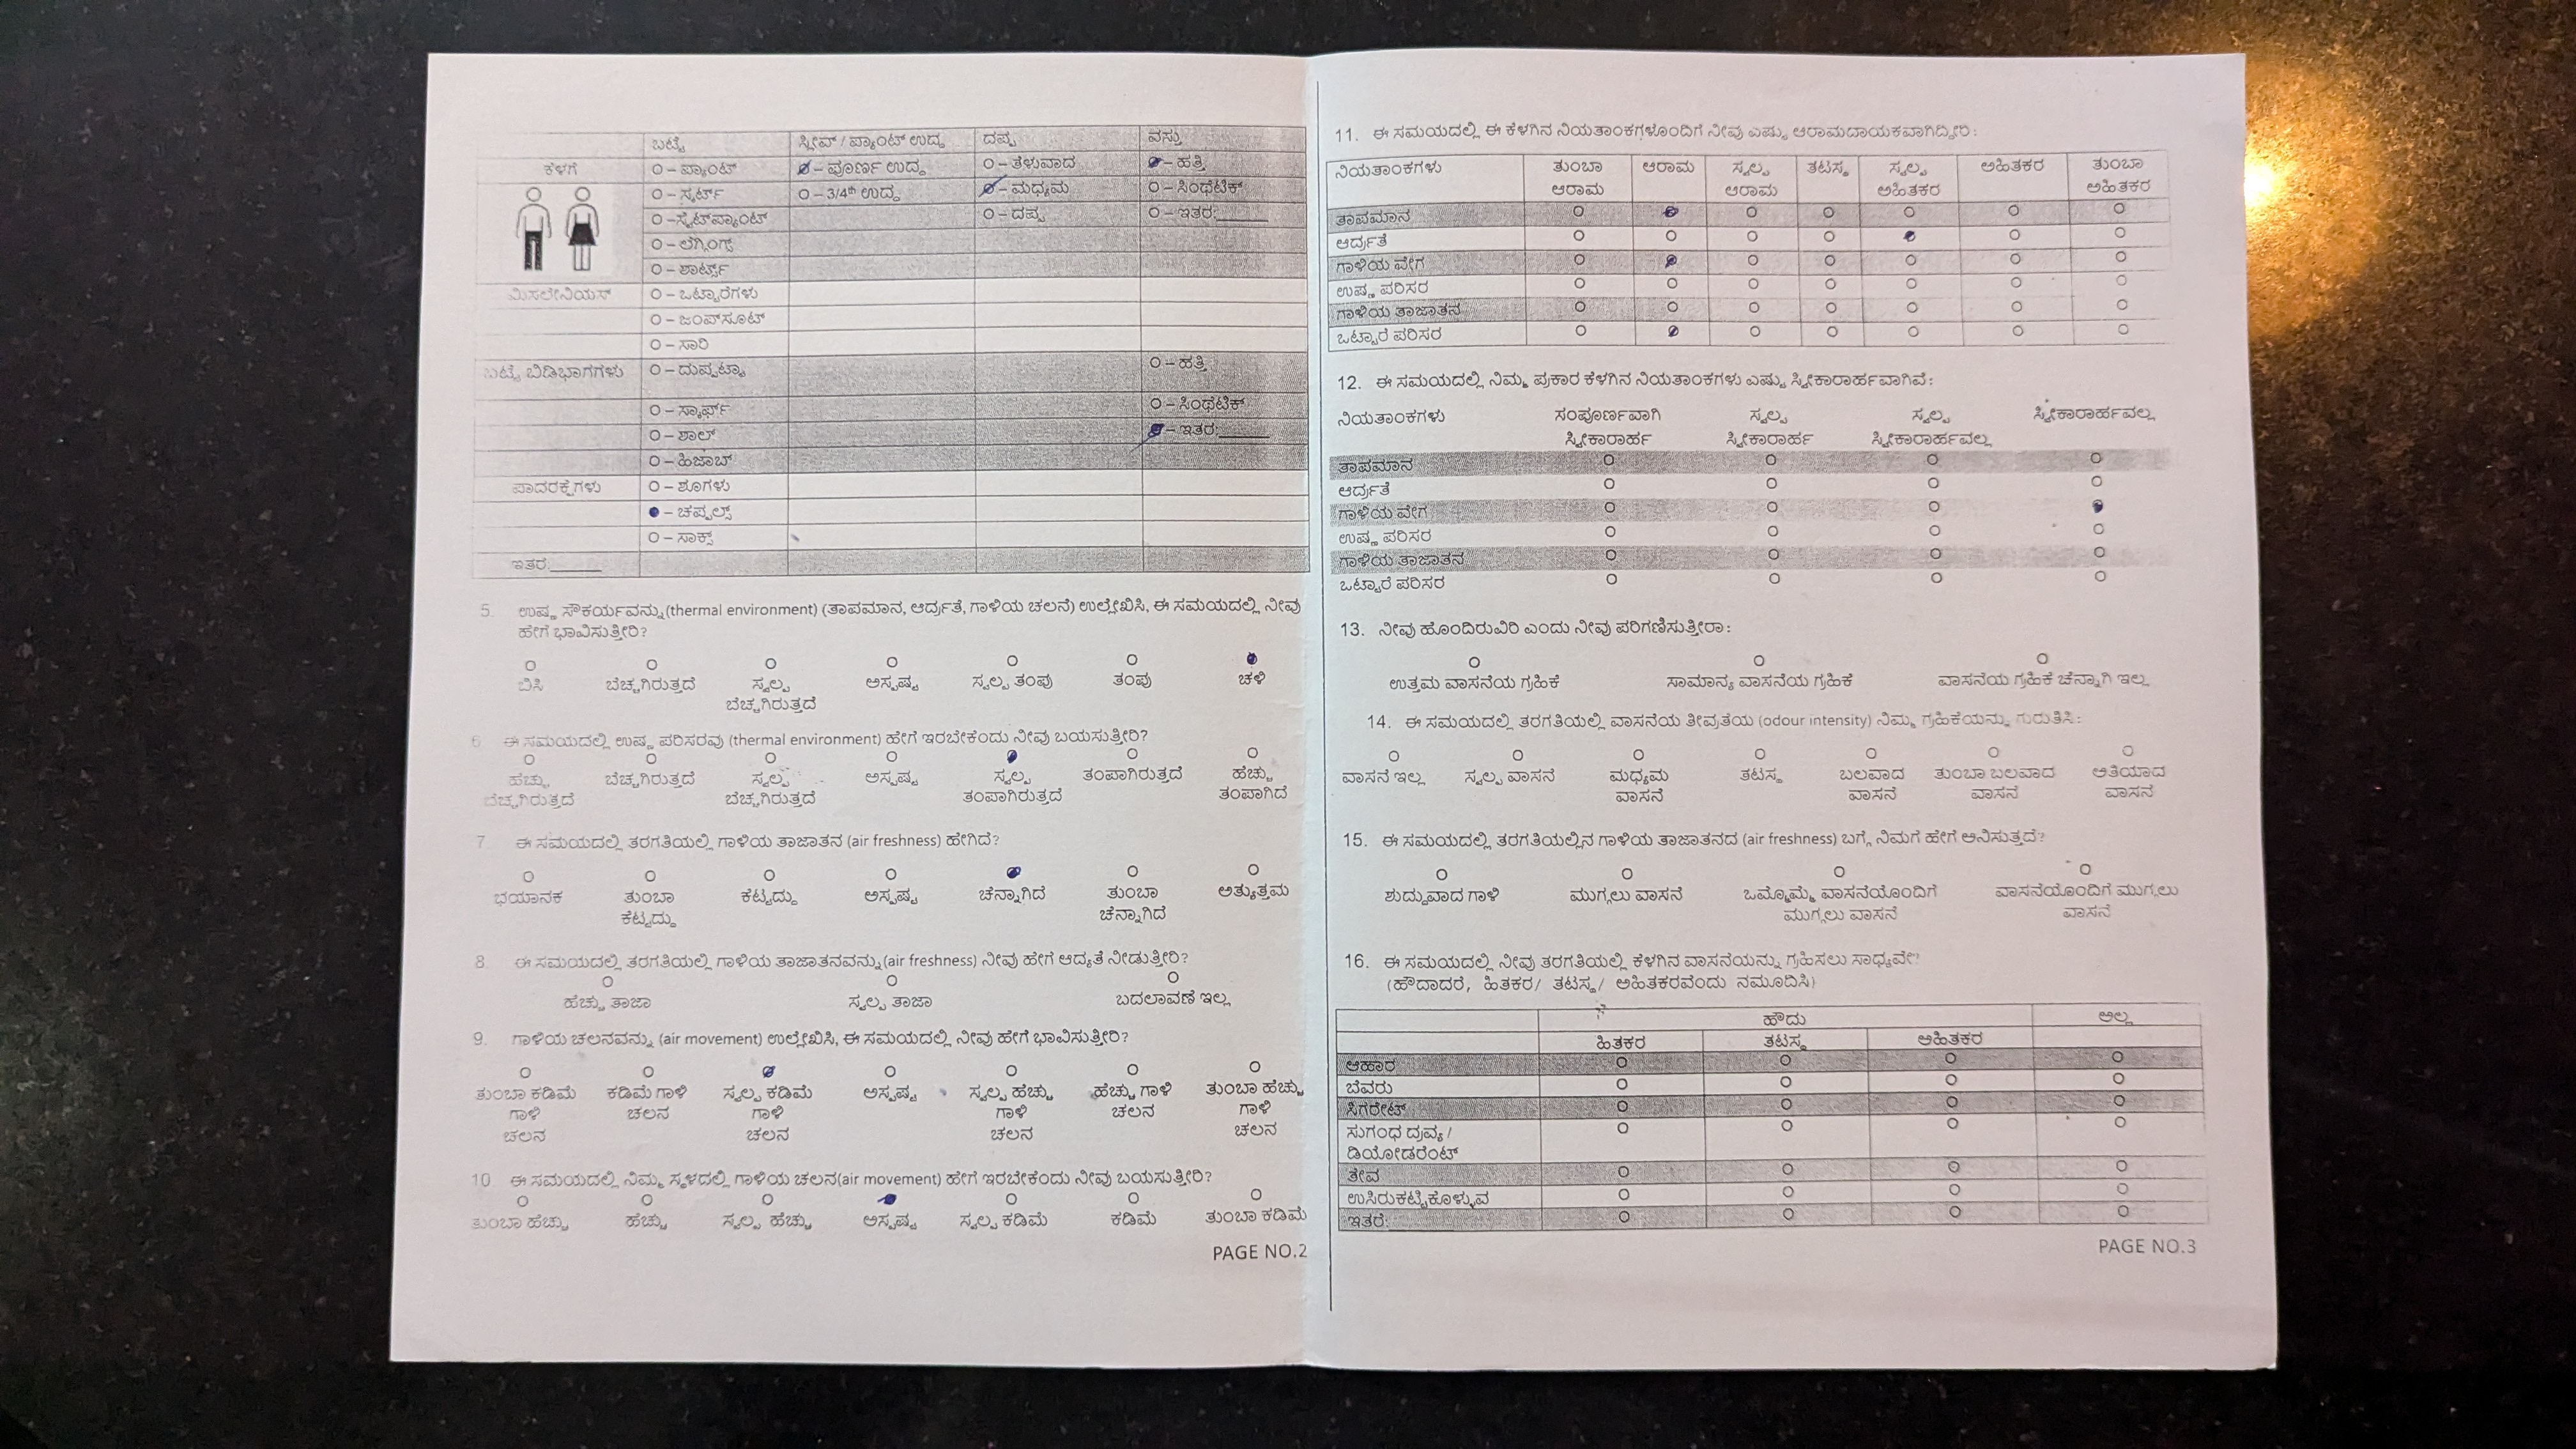 ಬಟ್ಟೆ ಸ್ಲೀವ್ / ಪ್ಯಾಂಟ್ ಉದ್ದ ದಪ್ಪ ವಸ್ತು
ಕೆಳಗೆ O – ಪ್ಯಾಂಟ್ O – ಪೂರ್ಣ ಉದ್ದ O – ತೆಳುವಾದ O – ಹತ್ತಿ
O – ಸ್ಕರ್ಟ್ O – 3/4th ಉದ್ದ O – ಮಧ್ಯಮ O – ಸಿಂಥೆಟಿಕ್
O –ಸ್ವೆಟ್‌ಪ್ಯಾಂಟ್ O – ದಪ್ಪ O – ಇತರ:______
O – ಲೆಗ್ಗಿಂಗ್ಸ್
O – ಶಾರ್ಟ್ಸ್
ಮಿಸಲೇನಿಯಸ್ O – ಒಟ್ಟಾರೆಗಳು
O – ಜಂಪ್‌ಸೂಟ್
O – ಸಾರಿ
ಬಟ್ಟೆ ಬಿಡಿಭಾಗಗಳು O – ದುಪ್ಪಟ್ಟಾ O – ಹತ್ತಿ
O – ಸ್ಕಾರ್ಫ್ O – ಸಿಂಥೆಟಿಕ್
O – ಶಾಲ್ O – ಇತರ:______
O – ಹಿಜಾಬ್
ಪಾದರಕ್ಷೆಗಳು O – ಶೂಗಳು
O – ಚಪ್ಪಲ್ಸ್
O – ಸಾಕ್ಸ್
ಇತರ:______
5. ಉಷ್ಣ ಸೌಕರ್ಯವನ್ನು (thermal environment) (ತಾಪಮಾನ, ಆರ್ದ್ರತೆ, ಗಾಳಿಯ ಚಲನೆ) ಉಲ್ಲೇಖಿಸಿ, ಈ ಸಮಯದಲ್ಲಿ ನೀವು
ಹೇಗೆ ಭಾವಿಸುತ್ತೀರಿ?
ಬಿಸಿ ಬೆಚ್ಚಗಿರುತ್ತದೆ ಸ್ವಲ್ಪ ಅಸ್ಪಷ್ಟ ಸ್ವಲ್ಪ ತಂಪು ತಂಪು ಚಳಿ
ಬೆಚ್ಚಗಿರುತ್ತದೆ
6. ಈ ಸಮಯದಲ್ಲಿ ಉಷ್ಣ ಪರಿಸರವು (thermal environment) ಹೇಗೆ ಇರಬೇಕೆಂದು ನೀವು ಬಯಸುತ್ತೀರಿ?
ಹೆಚ್ಚು ಬೆಚ್ಚಗಿರುತ್ತದೆ ಸ್ವಲ್ಪ ಅಸ್ಪಷ್ಟ ಸ್ವಲ್ಪ ತಂಪಾಗಿರುತ್ತದೆ ಹೆಚ್ಚು
ಬೆಚ್ಚಗಿರುತ್ತದೆ ಬೆಚ್ಚಗಿರುತ್ತದೆ ತಂಪಾಗಿರುತ್ತದೆ ತಂಪಾಗಿದೆ
7. ಈ ಸಮಯದಲ್ಲಿ ತರಗತಿಯಲ್ಲಿ ಗಾಳಿಯ ತಾಜಾತನ (air freshness) ಹೇಗಿದೆ?
ಭಯಾನಕ ತುಂಬಾ ಕೆಟ್ಟದ್ದು ಅಸ್ಪಷ್ಟ ಚೆನ್ನಾಗಿದೆ ತುಂಬಾ ಅತ್ಯುತ್ತಮ
ಕೆಟ್ಟದ್ದು ಚೆನ್ನಾಗಿದೆ
8. ಈ ಸಮಯದಲ್ಲಿ ತರಗತಿಯಲ್ಲಿ ಗಾಳಿಯ ತಾಜಾತನವನ್ನು (air freshness) ನೀವು ಹೇಗೆ ಆದ್ಯತೆ ನೀಡುತ್ತೀರಿ?
ಹೆಚ್ಚು ತಾಜಾ ಸ್ವಲ್ಪ ತಾಜಾ ಬದಲಾವಣೆ ಇಲ್ಲ
9. ಗಾಳಿಯ ಚಲನವನ್ನು (air movement) ಉಲ್ಲೇಖಿಸಿ, ಈ ಸಮಯದಲ್ಲಿ ನೀವು ಹೇಗೆ ಭಾವಿಸುತ್ತೀರಿ?
ತುಂಬಾ ಕಡಿಮೆ ಕಡಿಮೆ ಗಾಳಿ ಸ್ವಲ್ಪ ಕಡಿಮೆ ಅಸ್ಪಷ್ಟ ಸ್ವಲ್ಪ ಹೆಚ್ಚು ಹೆಚ್ಚು ಗಾಳಿ ತುಂಬಾ ಹೆಚ್ಚು
ಗಾಳಿ ಚಲನ ಗಾಳಿ ಗಾಳಿ ಚಲನ ಗಾಳಿ
ಚಲನ ಚಲನ ಚಲನ ಚಲನ
10 ಈ ಸಮಯದಲ್ಲಿ ನಿಮ್ಮ ಸ್ಥಳದಲ್ಲಿ ಗಾಳಿಯ ಚಲನ(air movement) ಹೇಗೆ ಇರಬೇಕೆಂದು ನೀವು ಬಯಸುತ್ತೀರಿ?
ತುಂಬಾ ಹೆಚ್ಚು ಹೆಚ್ಚು ಸ್ವಲ್ಪ ಹೆಚ್ಚು ಅಸ್ಪಷ್ಟ ಸ್ವಲ್ಪ ಕಡಿಮೆ ಕಡಿಮೆ ತುಂಬಾ ಕಡಿಮೆ
PAGE NO.2
11. ಈ ಸಮಯದಲ್ಲಿ ಈ ಕೆಳಗಿನ ನಿಯತಾಂಕಗಳೊಂದಿಗೆ ನೀವು ಎಷ್ಟು ಆರಾಮದಾಯಕವಾಗಿದ್ದೀರಿ:
ನಿಯತಾಂಕಗಳು ತುಂಬಾ ಆರಾಮ ಸ್ವಲ್ಪ ತಟಸ್ಥ ಸ್ವಲ್ಪ ಅಹಿತಕರ ತುಂಬಾ
ಆರಾಮ ಆರಾಮ ಅಹಿತಕರ ಅಹಿತಕರ
ತಾಪಮಾನ
ಆರ್ದ್ರತೆ
ಗಾಳಿಯ ವೇಗ
ಉಷ್ಣ ಪರಿಸರ
ಗಾಳಿಯ ತಾಜಾತನ
ಒಟ್ಟಾರೆ ಪರಿಸರ
12. ಈ ಸಮಯದಲ್ಲಿ ನಿಮ್ಮ ಪ್ರಕಾರ ಕೆಳಗಿನ ನಿಯತಾಂಕಗಳು ಎಷ್ಟು ಸ್ವೀಕಾರಾರ್ಹವಾಗಿವೆ:
ನಿಯತಾಂಕಗಳು ಸಂಪೂರ್ಣವಾಗಿ ಸ್ವಲ್ಪ ಸ್ವಲ್ಪ ಸ್ವೀಕಾರಾರ್ಹವಲ್ಲ
ಸ್ವೀಕಾರಾರ್ಹ ಸ್ವೀಕಾರಾರ್ಹ ಸ್ವೀಕಾರಾರ್ಹವಲ್ಲ
ತಾಪಮಾನ
ಆರ್ದ್ರತೆ
ಗಾಳಿಯ ವೇಗ
ಉಷ್ಣ ಪರಿಸರ
ಗಾಳಿಯ ತಾಜಾತನ
ಒಟ್ಟಾರೆ ಪರಿಸರ
13. ನೀವು ಹೊಂದಿರುವಿರಿ ಎಂದು ನೀವು ಪರಿಗಣಿಸುತ್ತೀರಾ:
ಉತ್ತಮ ವಾಸನೆಯ ಗ್ರಹಿಕೆ ಸಾಮಾನ್ಯ ವಾಸನೆಯ ಗ್ರಹಿಕೆ ವಾಸನೆಯ ಗ್ರಹಿಕೆ ಚೆನ್ನಾಗಿ ಇಲ್ಲ
14. ಈ ಸಮಯದಲ್ಲಿ ತರಗತಿಯಲ್ಲಿ ವಾಸನೆಯ ತೀವ್ರತೆಯ (odour intensity) ನಿಮ್ಮ ಗ್ರಹಿಕೆಯನ್ನು ಗುರುತಿಸಿ:
ವಾಸನೆ ಇಲ್ಲ ಸ್ವಲ್ಪ ವಾಸನೆ ಮಧ್ಯಮ ತಟಸ್ಥ ಬಲವಾದ ತುಂಬಾ ಬಲವಾದ ಅತಿಯಾದ
ವಾಸನೆ ವಾಸನೆ ವಾಸನೆ ವಾಸನೆ
15. ಈ ಸಮಯದಲ್ಲಿ ತರಗತಿಯಲ್ಲಿನ ಗಾಳಿಯ ತಾಜಾತನದ (air freshness) ಬಗ್ಗೆ ನಿಮಗೆ ಹೇಗೆ ಅನಿಸುತ್ತದೆ?
ಶುದ್ಧವಾದ ಗಾಳಿ ಮುಗ್ಗಲು ವಾಸನೆ ಒಮ್ಮೊಮ್ಮೆ ವಾಸನೆಯೊಂದಿಗೆ ವಾಸನೆಯೊಂದಿಗೆ ಮುಗ್ಗಲು
ಮುಗ್ಗಲು ವಾಸನೆ ವಾಸನೆ
16. ಈ ಸಮಯದಲ್ಲಿ ನೀವು ತರಗತಿಯಲ್ಲಿ ಕೆಳಗಿನ ವಾಸನೆಯನ್ನು ಗ್ರಹಿಸಲು ಸಾಧ್ಯವೇ?
(ಹೌದಾದರೆ, ಹಿತಕರ/ ತಟಸ್ಥ/ ಅಹಿತಕರವೆಂದು ನಮೂದಿಸಿ)
ಹೌದು ಅಲ್ಲ
ಹಿತಕರ ತಟಸ್ಥ ಅಹಿತಕರ
ಆಹಾರ
ಬೆವರು
ಸಿಗರೇಟ್
ಸುಗಂಧ ದ್ರವ್ಯ /
ಡಿಯೋಡರೆಂಟ್
ತೇವ
ಉಸಿರುಕಟ್ಟಿಕೊಳ್ಳುವ
ಇತರೆ:
PAGE NO.3